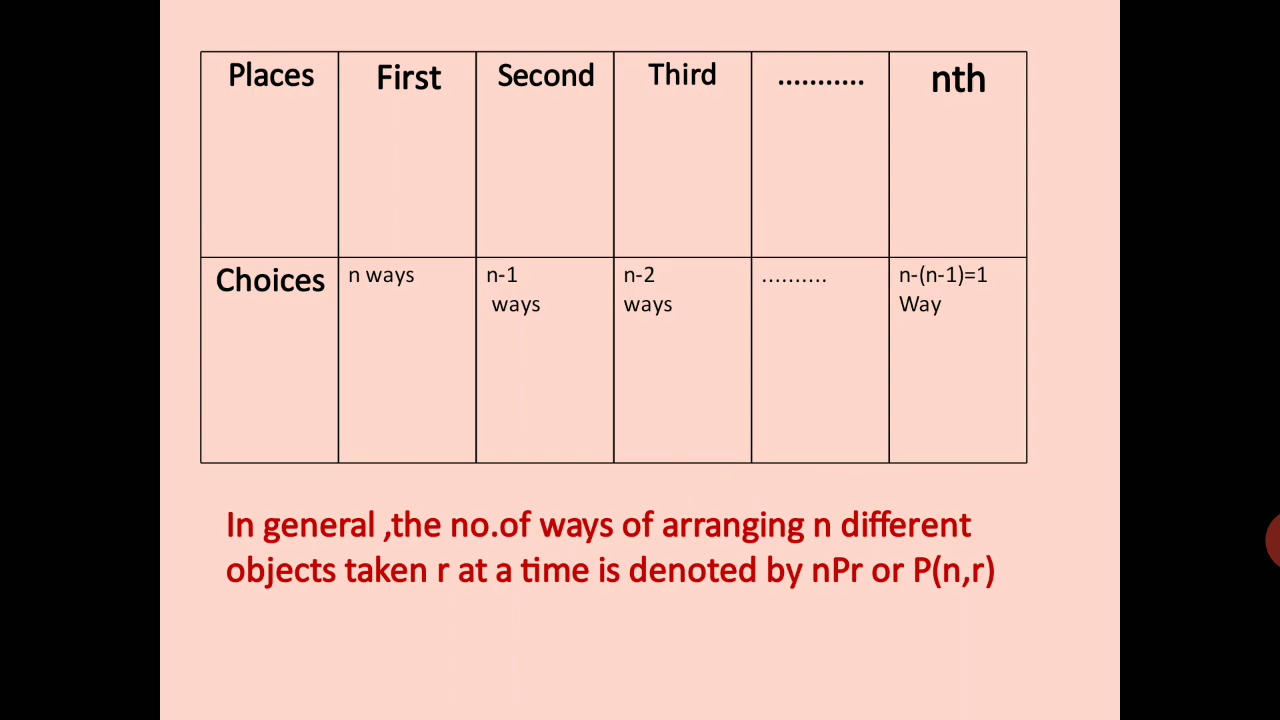 Places First Second Third ........... nth
Choices n ways n-1 n-2 .......... n-(n-1)=1
ways ways Way
In general ,the no.of ways of arranging n different
objects taken r at a time is denoted by nPr or P(n,r)